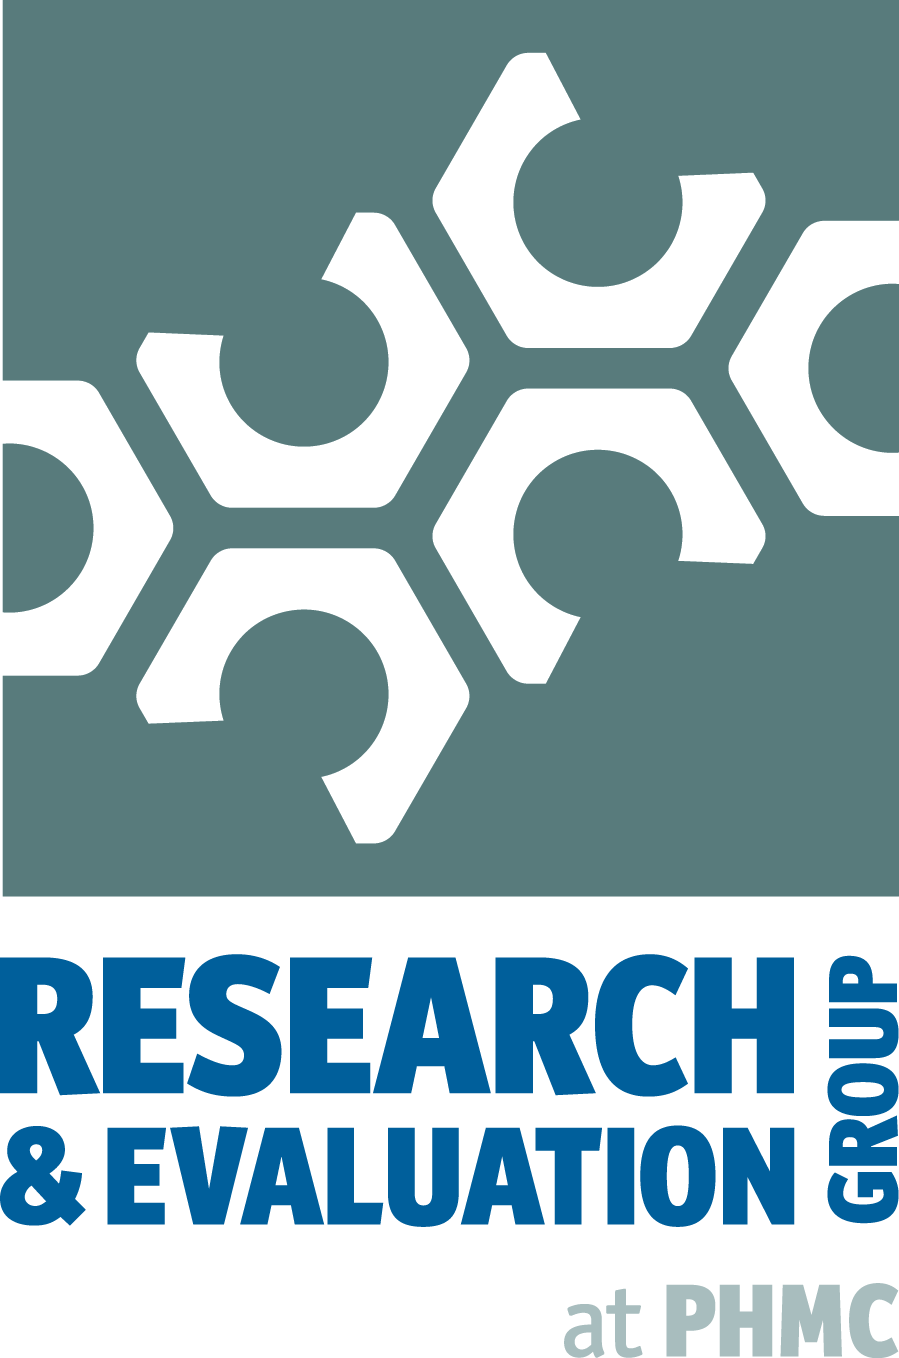 RESEARCH
& EVALUATION
GROUP
at PHMC